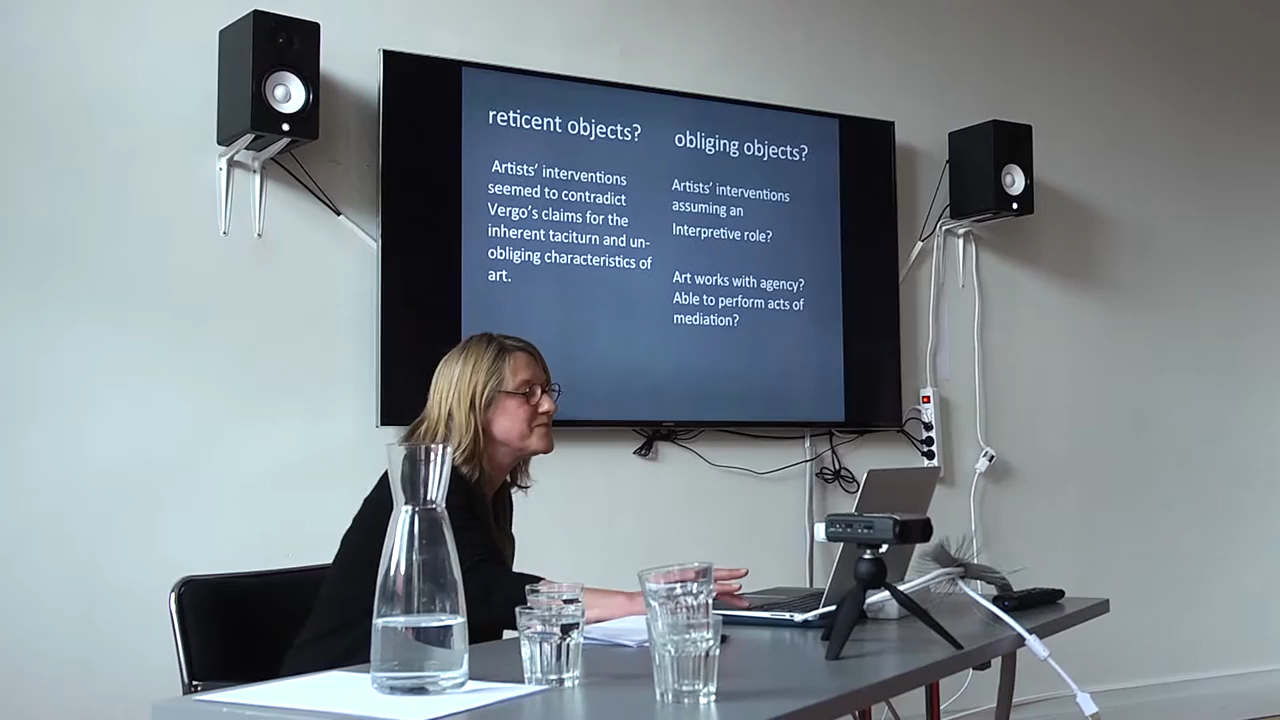 reticent objects?
Artists’ interventions
seemed to contradict
Vergo’s claims for the
inherent taciturn and un-
obliging characteristics of
art.
obliging objects?
Artists’ interventions
assuming an
Interpretive role?
Art works with agency?
Able to perform acts of
mediation?